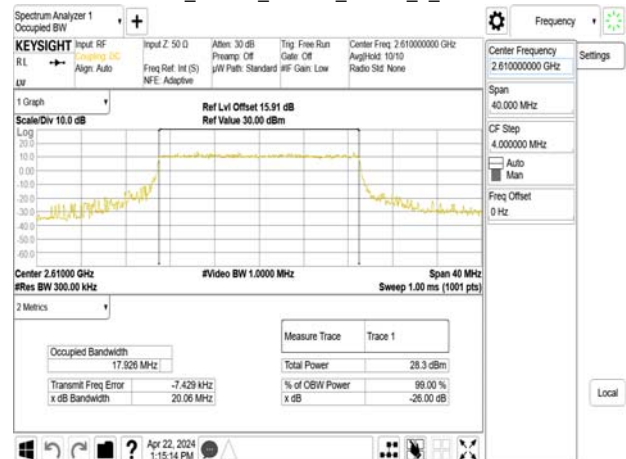 Spectrum Analyzer 1
Occupied BW
Frequency
KEYSIGHT
RL
Input: RF
Coupling: DC
Align: Auto
Input Z: 50 Ω
Freq Ref: Int (S)
NFE: Adaptive
Atten: 30 dB
Preamp: Off
µW Path: Standard
Trig: Free Run
Gate: Off
#IF Gain: Low
Center Freq: 2.610000000 GHz
Avg|Hold: 10/10
Radio Std: None
Center Frequency
2.610000000 GHz
Settings
Span
40.000 MHz
CF Step
4.000000 MHz
Auto
Man
Freq Offset
0 Hz
1 Graph
Scale/Div 10.0 dB
Ref Lvl Offset 15.91 dB
Ref Value 30.00 dBm
Log
20.0
10.0
0.00
-10.0
-20.0
-30.0
-40.0
-50.0
-60.0
Center 2.61000 GHz
#Res BW 300.00 kHz
#Video BW 1.0000 MHz
Span 40 MHz
Sweep 1.00 ms (1001 pts)
2 Metrics
Measure Trace Trace 1
Occupied Bandwidth
17.926 MHz
Total Power 28.3 dBm
Transmit Freq Error -7.429 kHz
% of OBW Power 99.00 %
x dB Bandwidth 20.06 MHz
x dB -26.00 dB
Local
Apr 22, 2024
1:15:14 PM